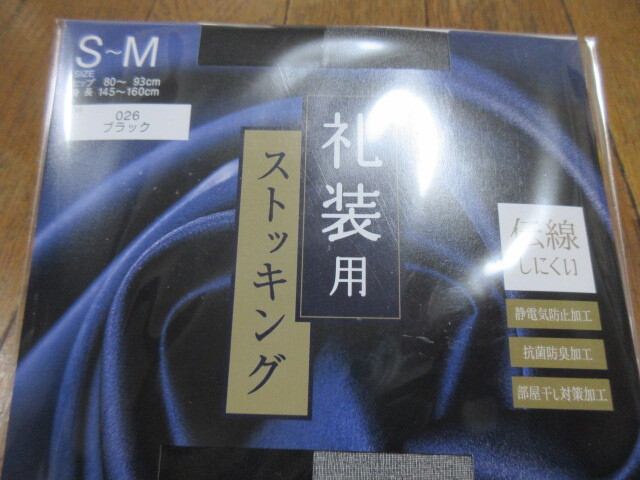 S～M
SIZE
ヒップ 80～ 93cm
身長 145～160cm
026
ブラック
礼装用
ストッキング
伝線
しにくい
静電気防止加工
抗菌防臭加工
部屋干し対策加工